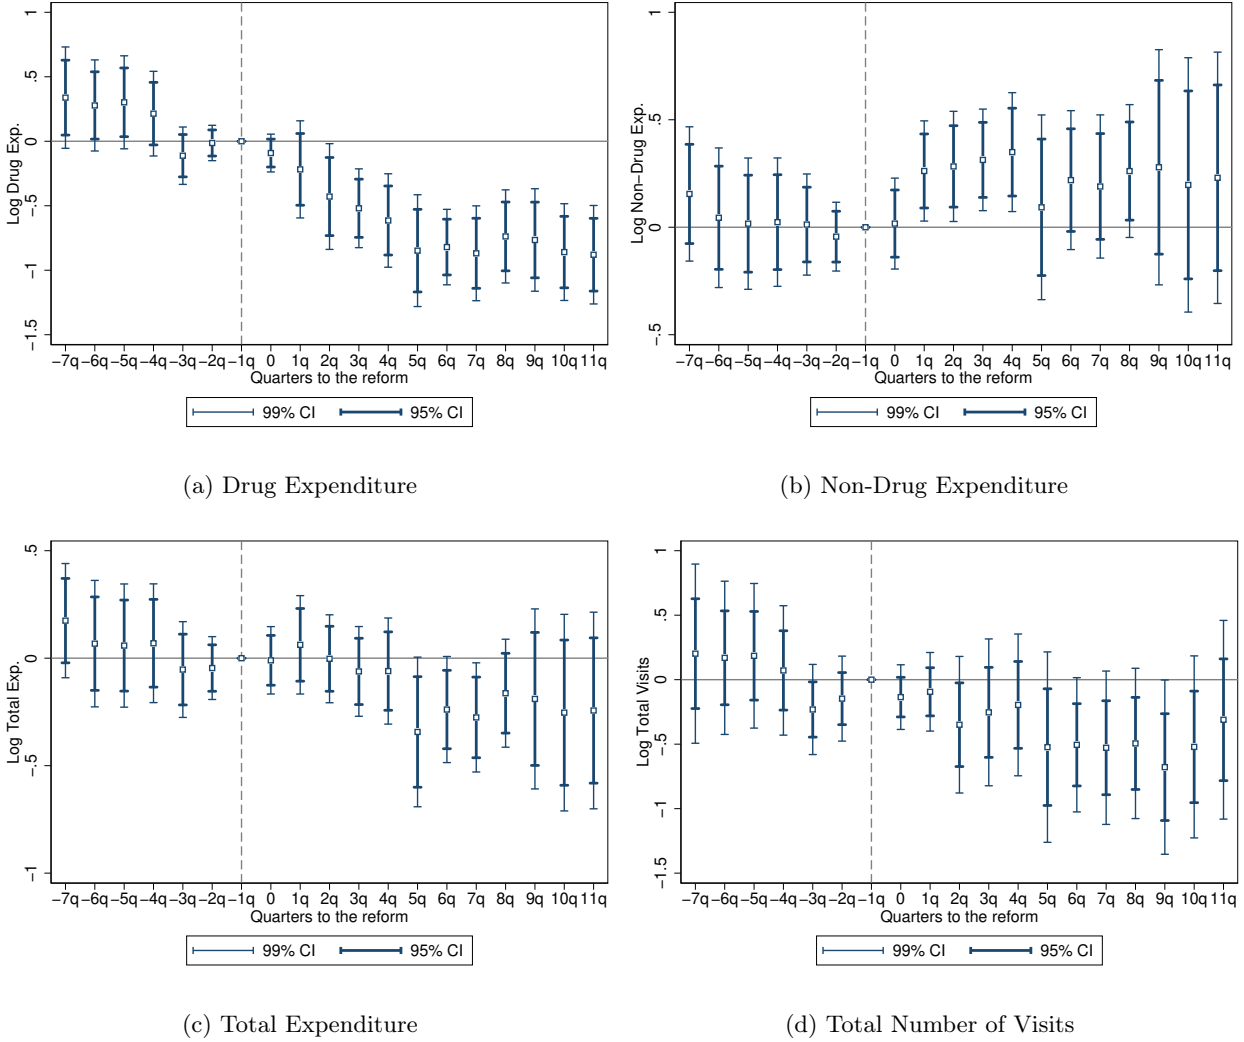 Log Drug Exp.
1
.5
0
−.5
−1
−1.5
−7q −6q −5q −4q −3q −2q −1q 0 1q 2q 3q 4q 5q 6q 7q 8q 9q 10q 11q
Quarters to the reform
99% CI 95% CI
(a) Drug Expenditure
Log Non−Drug Exp.
1
.5
0
−.5
−7q −6q −5q −4q −3q −2q −1q 0 1q 2q 3q 4q 5q 6q 7q 8q 9q 10q 11q
Quarters to the reform
99% CI 95% CI
(b) Non-Drug Expenditure
Log Total Exp.
.5
0
−.5
−1
−7q −6q −5q −4q −3q −2q −1q 0 1q 2q 3q 4q 5q 6q 7q 8q 9q 10q 11q
Quarters to the reform
99% CI 95% CI
(c) Total Expenditure
Log Total Visits
1
.5
0
−.5
−1
−1.5
−7q −6q −5q −4q −3q −2q −1q 0 1q 2q 3q 4q 5q 6q 7q 8q 9q 10q 11q
Quarters to the reform
99% CI 95% CI
(d) Total Number of Visits